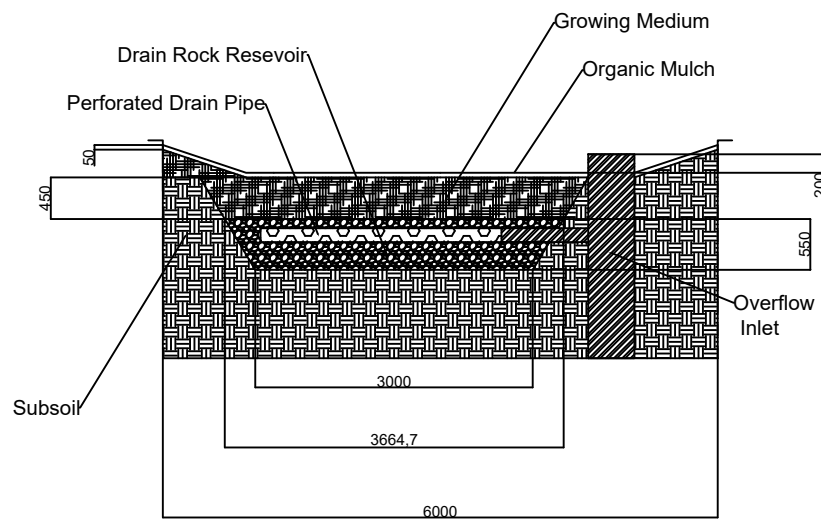 Growing Medium
Drain Rock Resevoir
Organic Mulch
Perforated Drain Pipe
50
450
200
550
Overflow
Inlet
3000
Subsoil
3664,7
6000